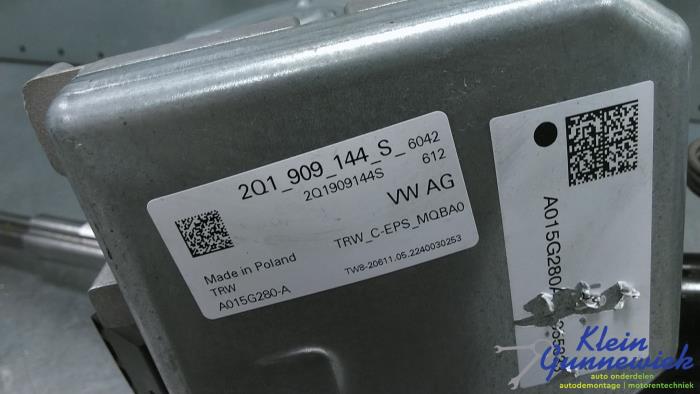 2Q1_909_144_S_ 6042
2Q1909144S 612
VW AG
TRW_C-EPS_MQBA0
Made in Poland
TRW
A015G280-A
TW8-20611.05.2240030253
A015G280A
Klein
Gunnewiek
auto onderdelen
autodemontage | motorentechniek